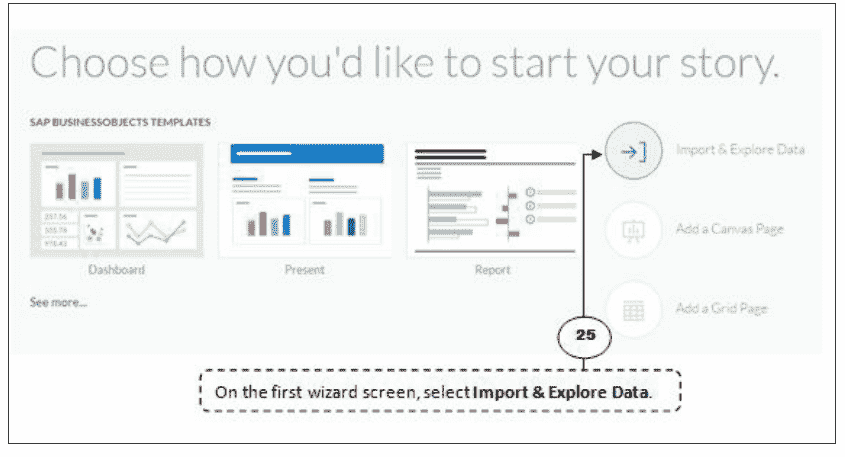 Choose how you'd like to start your story.
SAP BUSINESSOBJECTS TEMPLATES
Dashboard
Present
Report
See more...
Import & Explore Data
Add a Canvas Page
Add a Grid Page
25
On the first wizard screen, select Import & Explore Data.